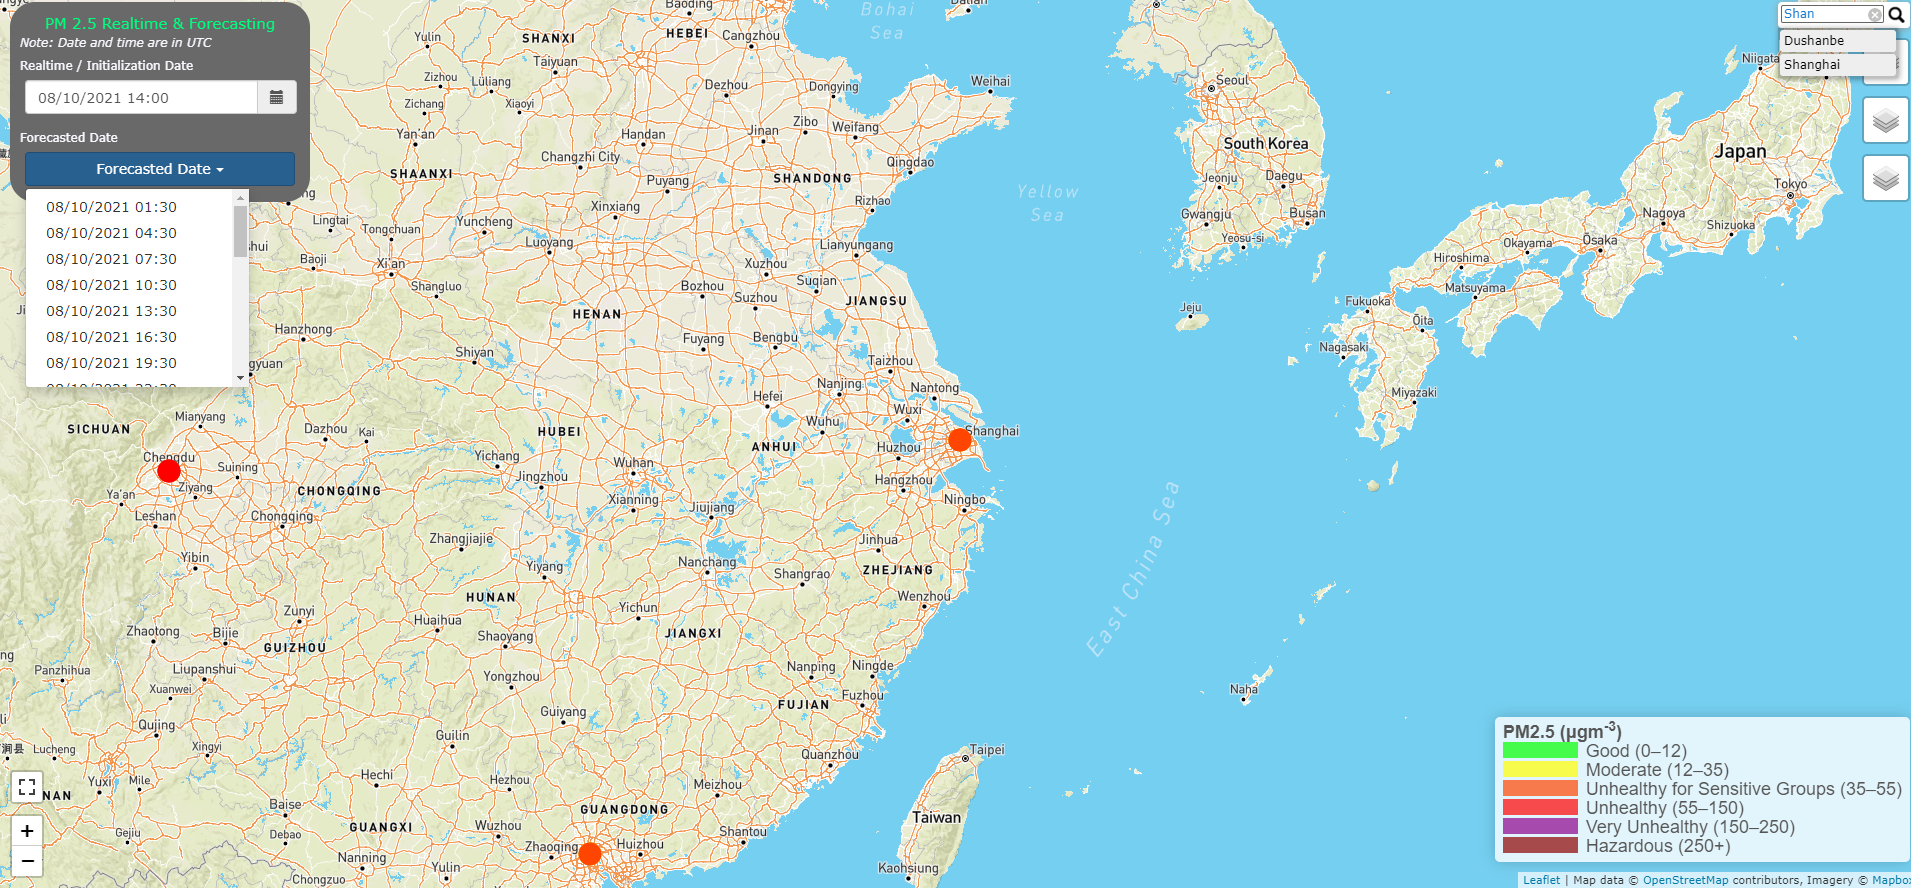 PM 2.5 Realtime & Forecasting
Note: Date and time are in UTC
Realtime / Initialization Date
08/10/2021 14:00
Forecasted Date
Forecasted Date
08/10/2021 01:30
08/10/2021 04:30
08/10/2021 07:30
08/10/2021 10:30
08/10/2021 13:30
08/10/2021 16:30
08/10/2021 19:30
Shan
Dushanbe
Shanghai
Baoding
Dalian
Bohai
Sea
HEBEI
Cangzhou
SHANXI
Yulin
Taiyuan
Weihai
Seoul
Niigata
Zizhou
Lüliang
Dezhou
Dongying
Zichang
Xiaoyi
Zibo
Weifang
Yan'an
Handan
Jinan
South Korea
Japan
Changzhi City
Qingdao
SHAANXI
Puyang
SHANDONG
Jeonju
Daegu
Tokyo
Yellow
Sea
Rizhao
Xinxiang
Gwangju
Busan
Nagoya
Shizuoka
Lingtai
Tongchuan
Yuncheng
Luoyang
Lianyungang
Yeosu-si
Okayama
Ōsaka
Hiroshima
Baoji
Xi'an
Xuzhou
Shangluo
Bozhou
Suqian
Suzhou
JIANGSU
Matsuyama
Fukuoka
Jeju
HENAN
Ōita
Hanzhong
Fuyang
Bengbu
Shiyan
Taizhou
Nagasaki
Nanjing
Nantong
Hefei
Miyazaki
Mianyang
Wuxi
SICHUAN
Dazhou
Kai
HUBEI
Wuhu
Shanghai
ANHUI
Huzhou
Chengdu
Suining
Yichang
Wuhan
Jingzhou
Hangzhou
Ya'an
Ziyang
CHONGQING
Xianning
Jiujiang
Ningbo
Leshan
Chongqing
Zhangjiajie
Jinhua
Yibin
Nanchang
Yiyang
Shangrao
ZHEJIANG
East China Sea
HUNAN
Wenzhou
Zunyi
Yichun
Huaihua
Zhaotong
Bijie
Shaoyang
JIANGXI
GUIZHOU
Panzhihua
Liupanshui
Yongzhou
Nanping
Ningde
Xuanwei
Naha
Fuzhou
Guiyang
FUJIAN
Qujing
Guilin
Xingyi
Lucheng
Quanzhou
Taipei
Hechi
Hezhou
Meizhou
Yuxi
Mile
Baise
GUANGDONG
Taiwan
Gejiu
Debao
GUANGXI
Wuzhou
Shantou
Zhaoqing
Huizhou
Nanning
Kaohsiung
Yulin
Chongzuo
PM2.5 (µgm-3)
Good (0–12)
Moderate (12–35)
Unhealthy for Sensitive Groups (35–55)
Unhealthy (55–150)
Very Unhealthy (150–250)
Hazardous (250+)
+
−
Leaflet | Map data © OpenStreetMap contributors, Imagery © Mapbox